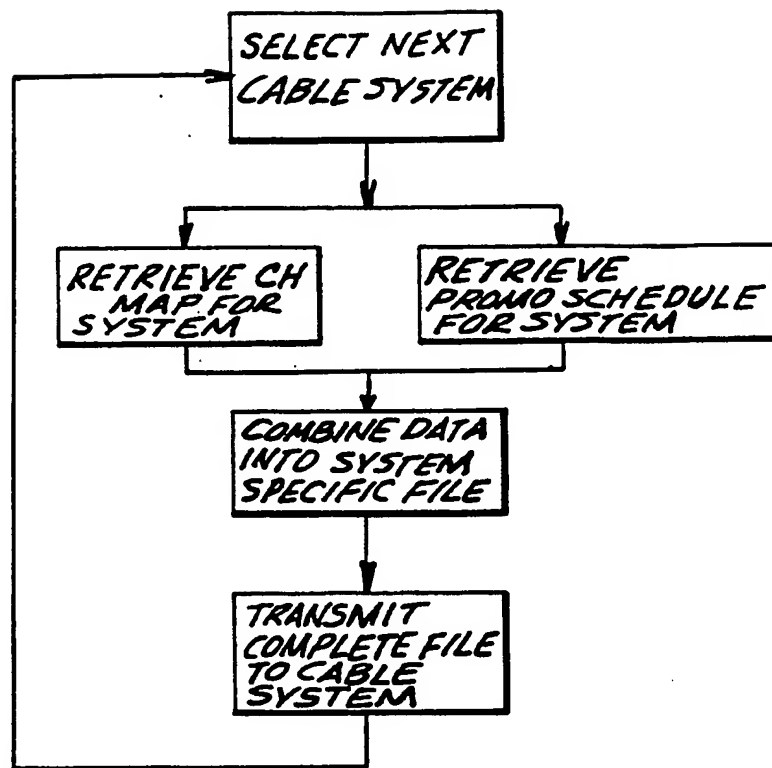 SELECT NEXT
CABLE SYSTEM
RETRIEVE CH
MAP FOR
SYSTEM
RETRIEVE
PROMO SCHEDULE
FOR SYSTEM
COMBINE DATA
INTO SYSTEM
SPECIFIC FILE
TRANSMIT
COMPLETE FILE
TO CABLE
SYSTEM